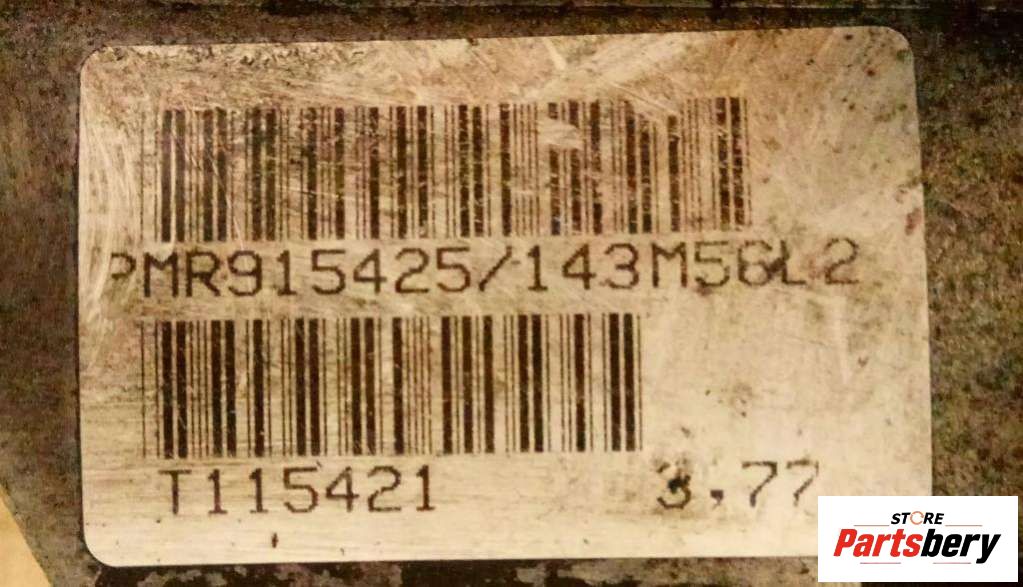 PMR915425/143M56L2
T115421 3.77
STORE
Partsbery